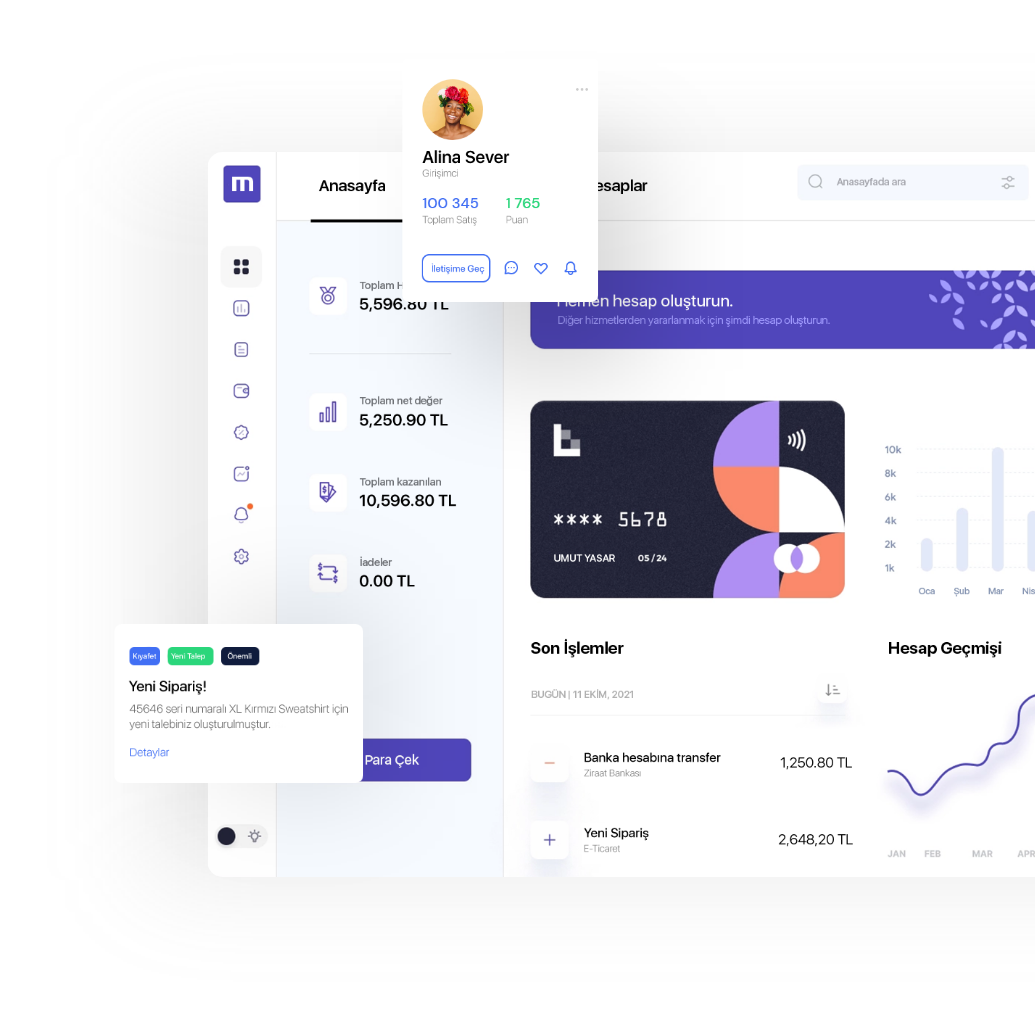 Alina Sever
Girişimci
100 345
1 765
Toplam Satış
Puan
İletişime Geç
m
Anasayfa
Anasayfada ara
Toplam
5,596.80 TL
Toplam net değer
5,250.90 TL
Toplam kazanılan
10,596.80 TL
İadeler
0.00 TL
Hemen hesap oluşturun.
Diğer hizmetlerden yararlanmak için şimdi hesap oluşturun.
**** 5678
UMUT YASAR 05 / 24
10k
8k
6k
4k
2k
1k
Oca Şub Mar Nis
Son İşlemler
BUGÜN | 11 EKİM, 2021
Banka hesabına transfer
Ziraat Bankası
1,250.80 TL
Yeni Sipariş
E-Ticaret
2,648,20 TL
Hesap Geçmişi
JAN FEB MAR APR
Kıyafet Yeni Talep Önemli
Yeni Sipariş!
45646 seri numaralı XL Kırmızı Sweatshirt için
yeni talebiniz oluşturulmuştur.
Detaylar
Para Çek